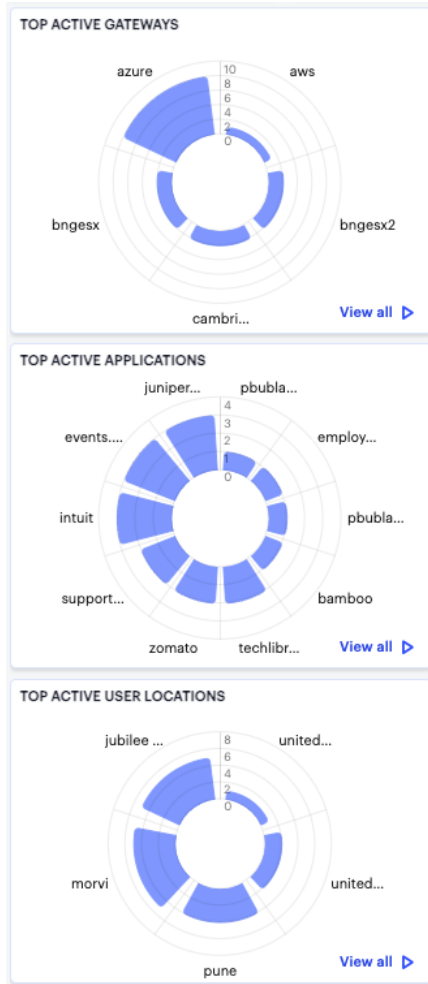 TOP ACTIVE GATEWAYS
azure
aws
10
8
6
4
2
0
bngesx
bngesx2
cambri...
View all
TOP ACTIVE APPLICATIONS
juniper...
pbubla...
4
3
2
1
0
events....
employ...
intuit
pbubla...
support...
bamboo
zomato
techlibr...
View all
TOP ACTIVE USER LOCATIONS
jubilee ...
united...
8
6
4
2
0
morvi
united...
pune
View all